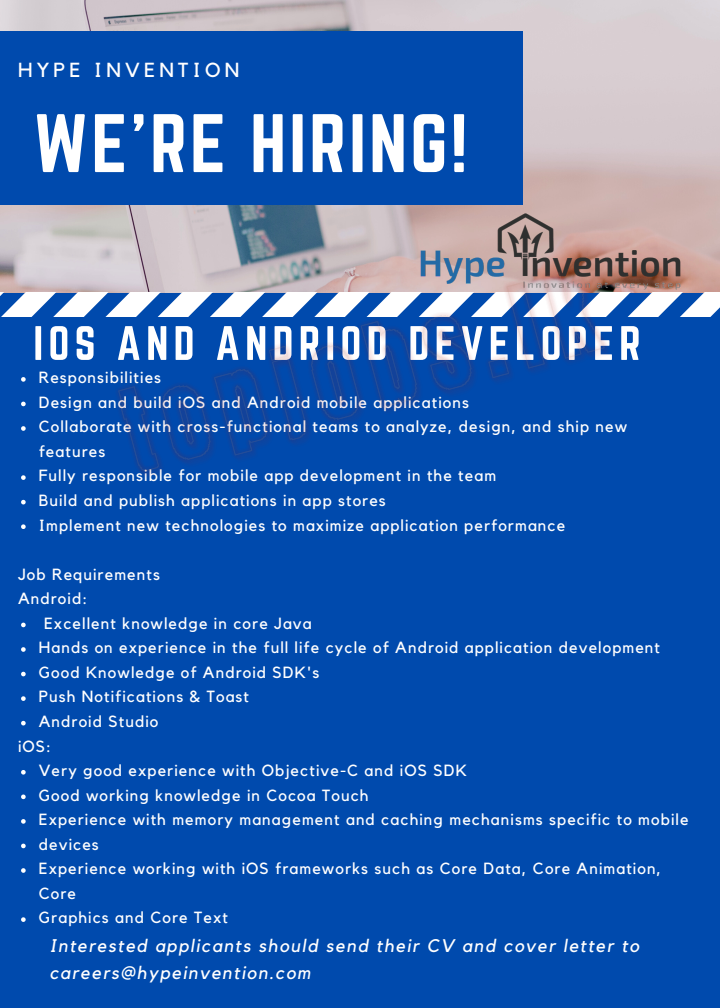 HYPE INVENTION
WE'RE HIRING!
Hype Invention
Innovation
IOS AND ANDRIOD DEVELOPER
topjobs.lk
• Responsibilities
• Design and build iOS and Android mobile applications
• Collaborate with cross-functional teams to analyze, design, and ship new
features
• Fully responsible for mobile app development in the team
• Build and publish applications in app stores
• Implement new technologies to maximize application performance
Job Requirements
Android:
• Excellent knowledge in core Java
• Hands on experience in the full life cycle of Android application development
• Good Knowledge of Android SDK's
• Push Notifications & Toast
• Android Studio
iOS:
• Very good experience with Objective-C and iOS SDK
• Good working knowledge in Cocoa Touch
• Experience with memory management and caching mechanisms specific to mobile
• devices
• Experience working with iOS frameworks such as Core Data, Core Animation,
Core
• Graphics and Core Text
Interested applicants should send their CV and cover letter to
careers@hypeinvention.com